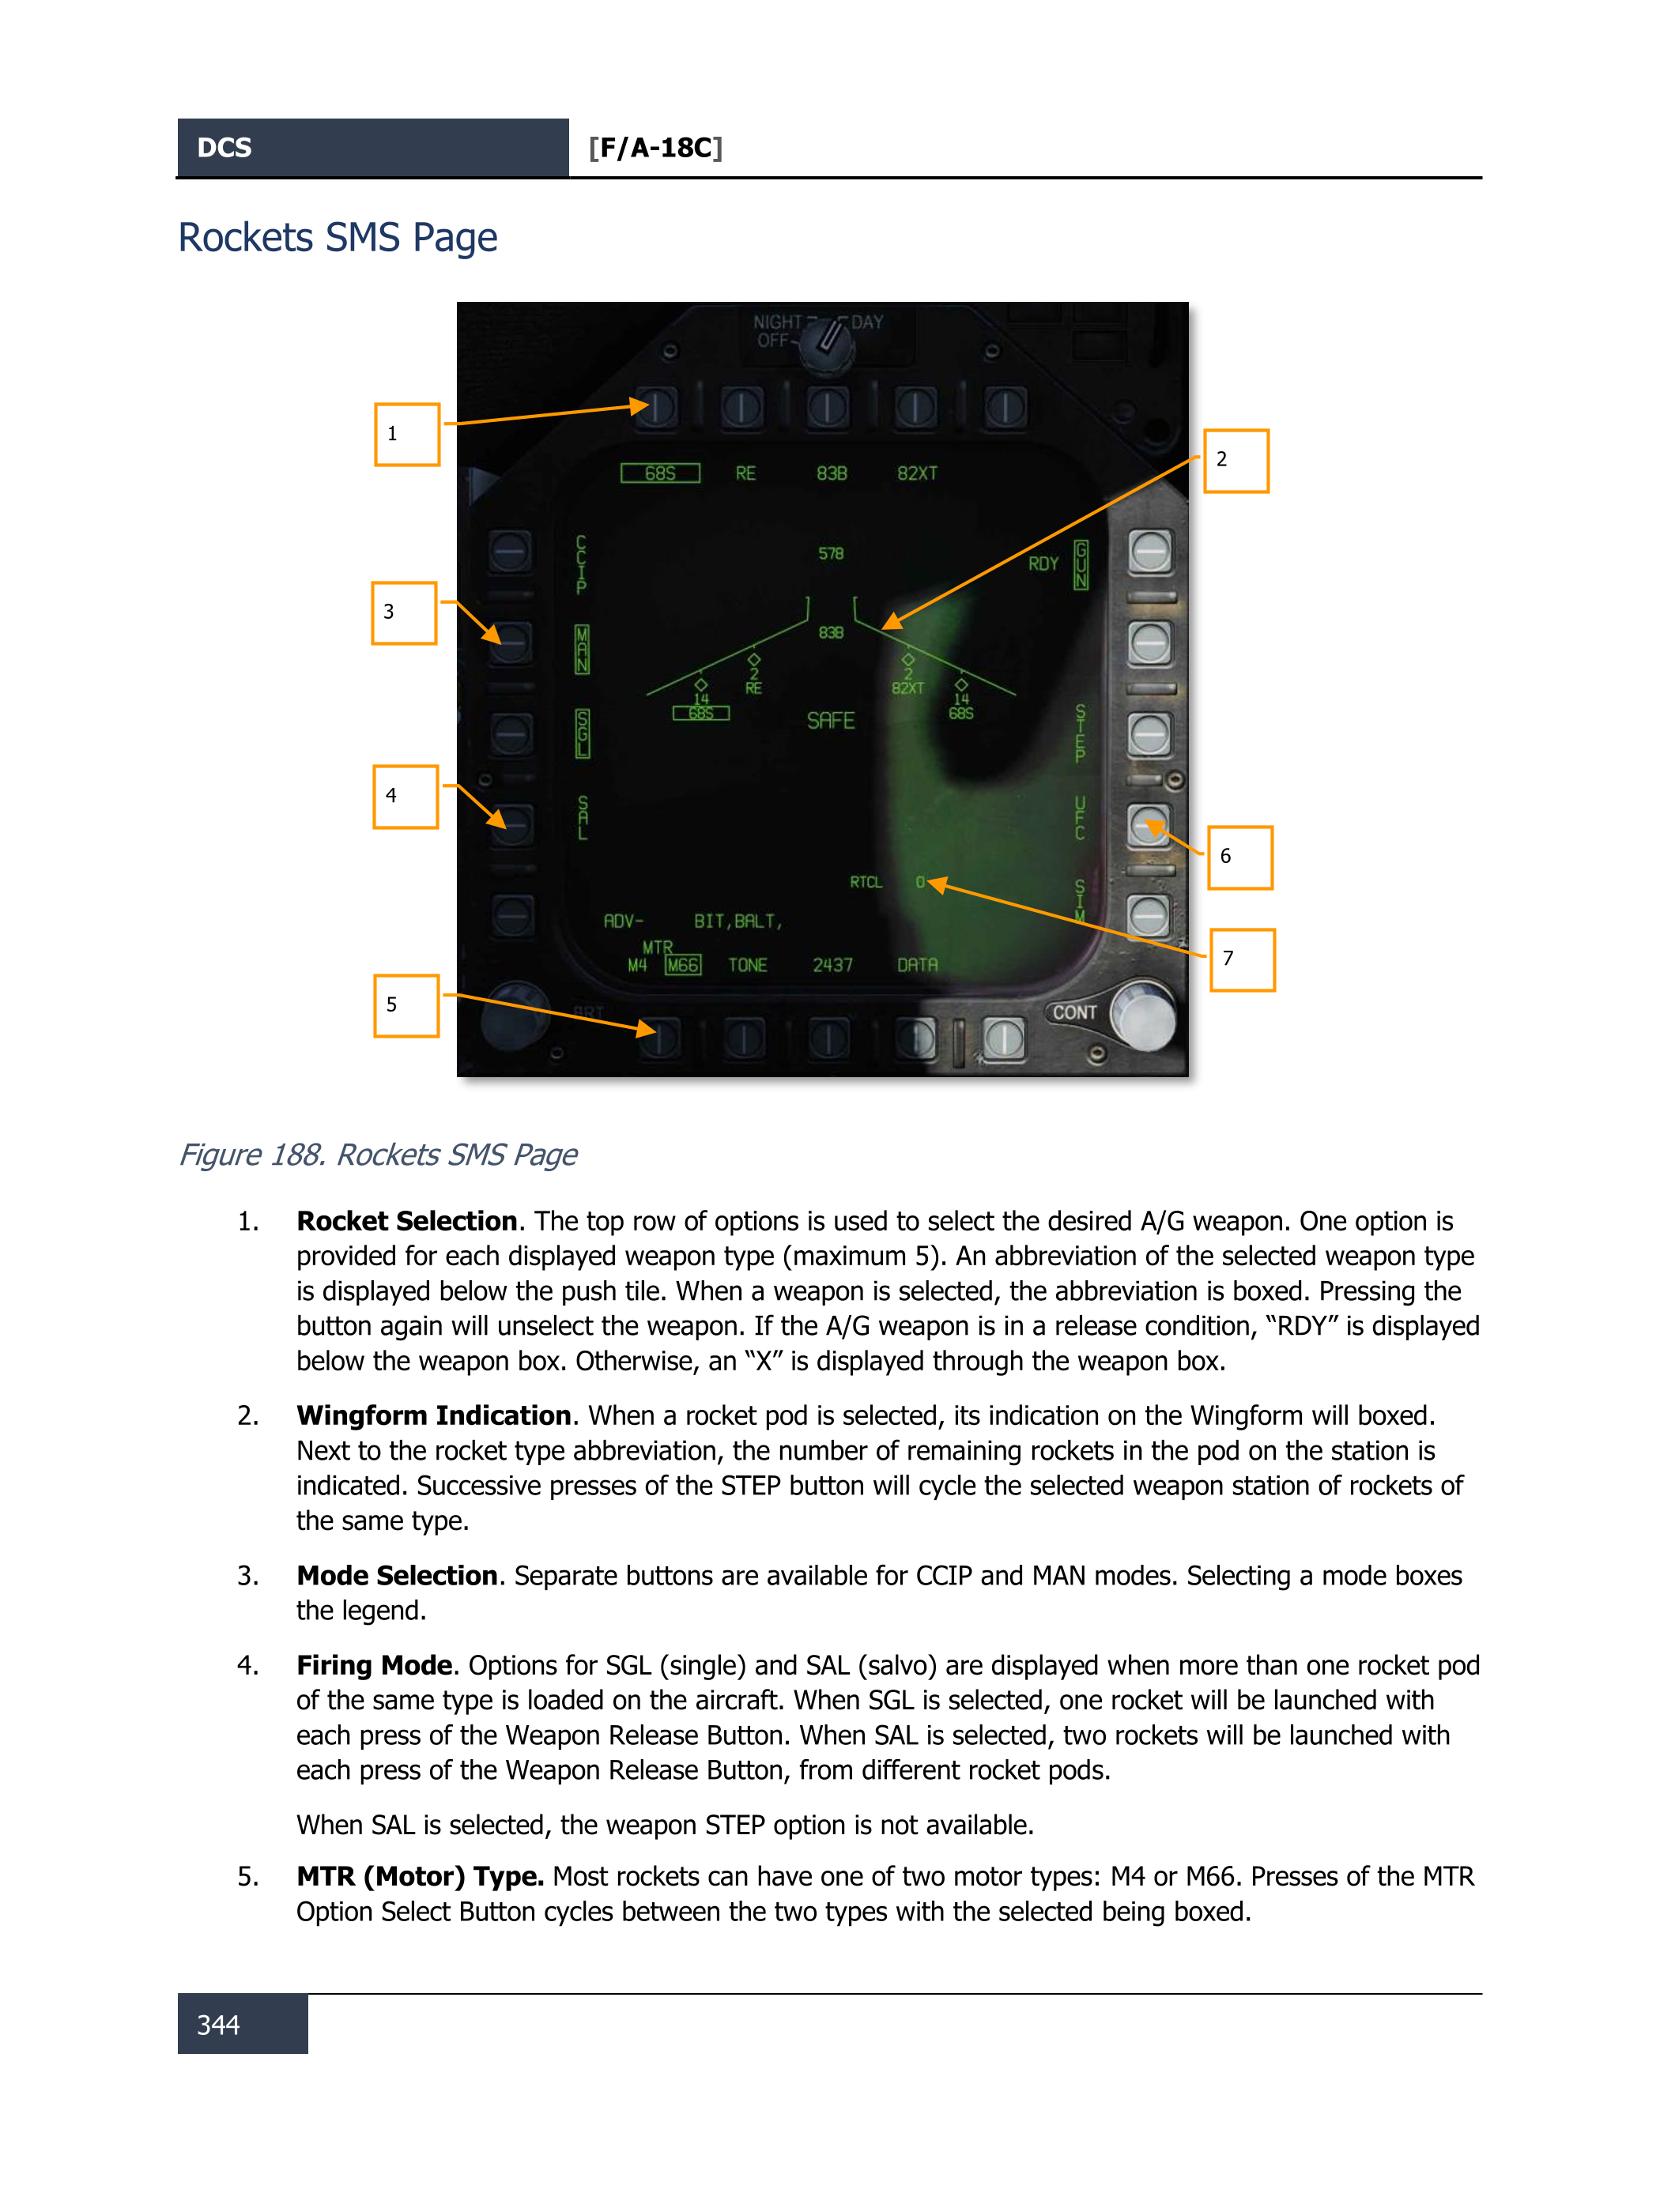 DCS [F/A-18C]
Rockets SMS Page
NIGHT DAY
OFF
1
2
68S RE 83B 82XT
CCIP
578
RDY GUN
3
MAN
83B
2
RE
2
82XT
14
68S
14
68S
SGL
SAFE
STEP
4
SAL
UFC
6
RTCL 0
SIM
ADV- BIT,BALT,
MTR
M4 M66 TONE 2437 DATA
7
5
BRT
CONT
Figure 188. Rockets SMS Page
1. Rocket Selection. The top row of options is used to select the desired A/G weapon. One option is
provided for each displayed weapon type (maximum 5). An abbreviation of the selected weapon type
is displayed below the push tile. When a weapon is selected, the abbreviation is boxed. Pressing the
button again will unselect the weapon. If the A/G weapon is in a release condition, “RDY” is displayed
below the weapon box. Otherwise, an “X” is displayed through the weapon box.
2. Wingform Indication. When a rocket pod is selected, its indication on the Wingform will boxed.
Next to the rocket type abbreviation, the number of remaining rockets in the pod on the station is
indicated. Successive presses of the STEP button will cycle the selected weapon station of rockets of
the same type.
3. Mode Selection. Separate buttons are available for CCIP and MAN modes. Selecting a mode boxes
the legend.
4. Firing Mode. Options for SGL (single) and SAL (salvo) are displayed when more than one rocket pod
of the same type is loaded on the aircraft. When SGL is selected, one rocket will be launched with
each press of the Weapon Release Button. When SAL is selected, two rockets will be launched with
each press of the Weapon Release Button, from different rocket pods.
When SAL is selected, the weapon STEP option is not available.
5. MTR (Motor) Type. Most rockets can have one of two motor types: M4 or M66. Presses of the MTR
Option Select Button cycles between the two types with the selected being boxed.
344